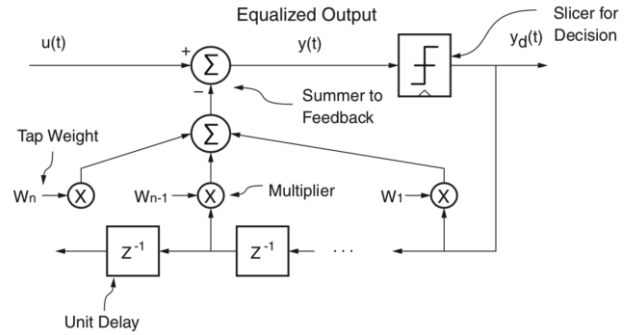 Equalized Output
Slicer for
Decision
u(t)
+
Σ
y(t)
y_d(t)
−
Summer to
Feedback
Σ
Tap Weight
W_n
X
W_n-1
X
Multiplier
W_1
X
Z^-1
Z^-1
...
Unit Delay